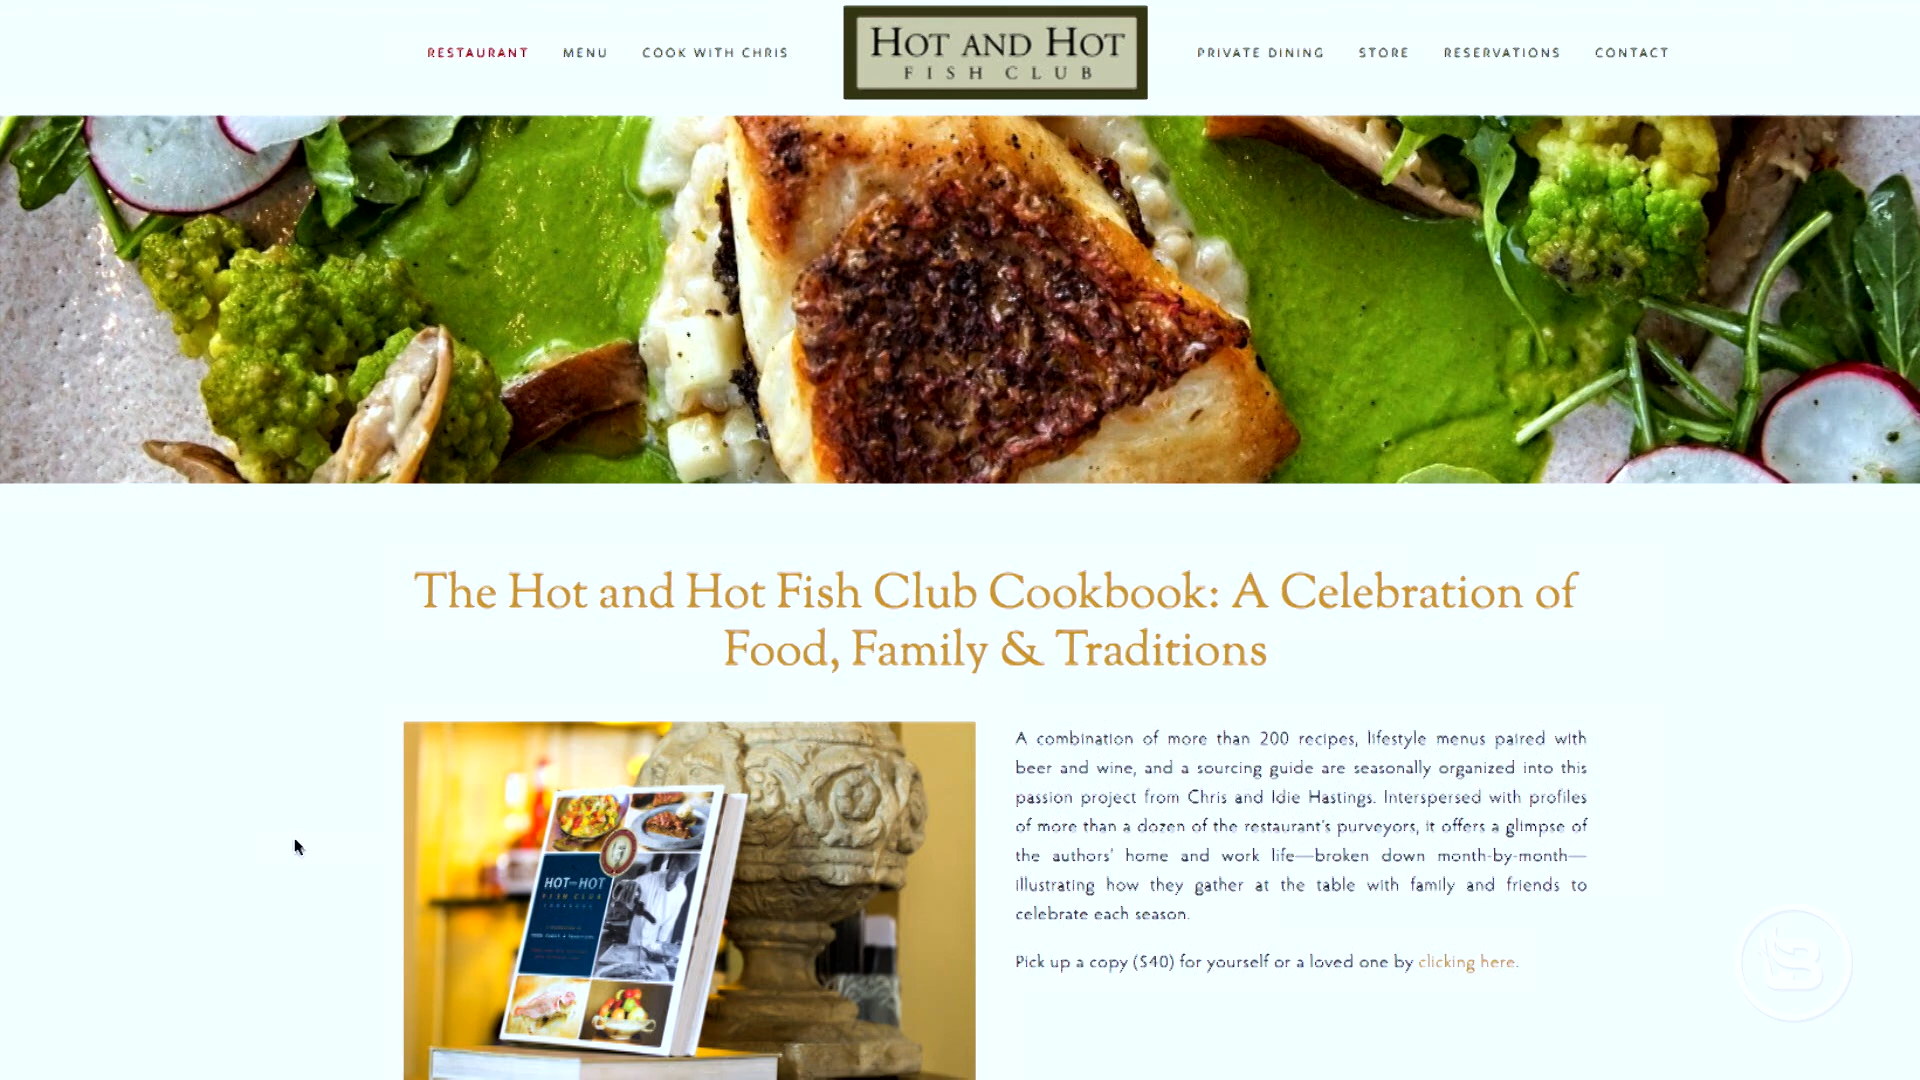 RESTAURANT MENU COOK WITH CHRIS
HOT AND HOT
FISH CLUB
PRIVATE DINING STORE RESERVATIONS CONTACT
The Hot and Hot Fish Club Cookbook: A Celebration of
Food, Family & Traditions
HOT AND HOT
FISH CLUB
COOKBOOK
A combination of more than 200 recipes, lifestyle menus paired with
beer and wine, and a sourcing guide are seasonally organized into this
passion project from Chris and Idie Hastings. Interspersed with profiles
of more than a dozen of the restaurant's purveyors, it offers a glimpse of
the authors' home and work life—broken down month-by-month—
illustrating how they gather at the table with family and friends to
celebrate each season.
Pick up a copy ($40) for yourself or a loved one by clicking here.